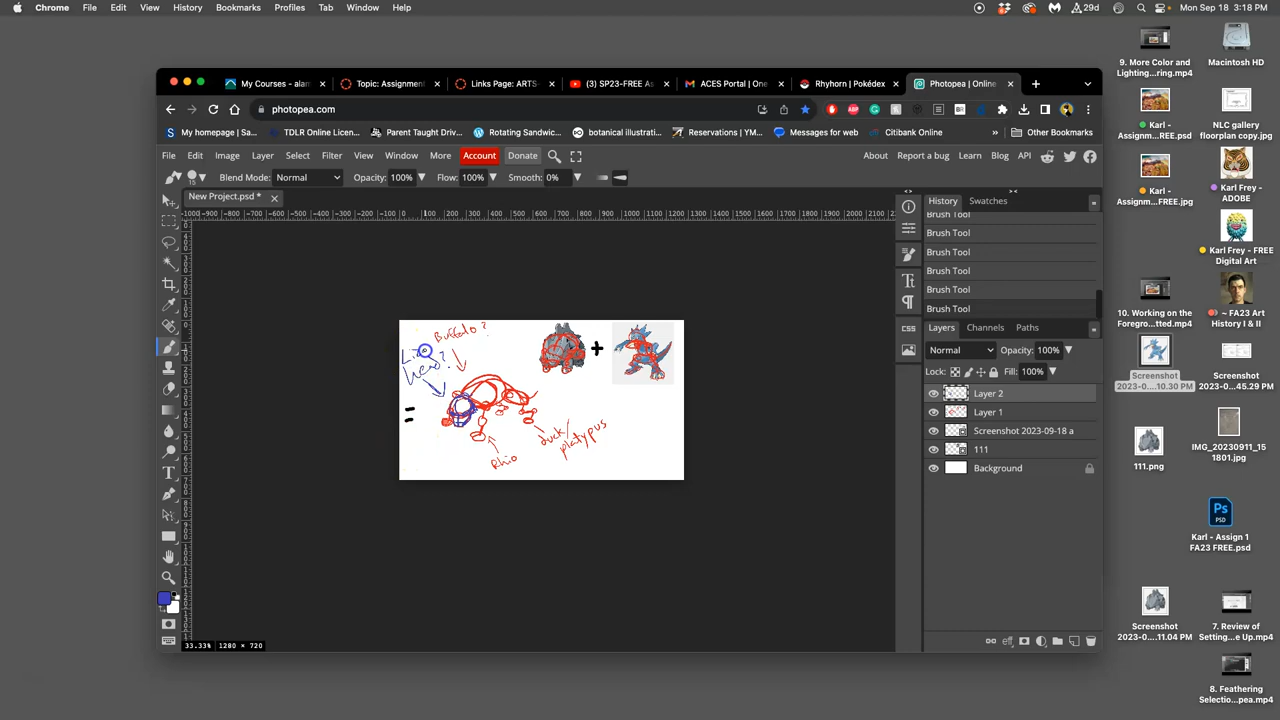 Chrome File Edit View History Bookmarks Profiles Tab Window Help
29d Mon Sep 18 3:18 PM
My Courses - alam
Topic: Assignment
Links Page: ARTS
(3) SP23-FREE As
ACES Portal | One
Rhyhorn | Pokédex
Photopea | Online
photopea.com
My homepage | Sa...
TDLR Online Licen...
Parent Taught Driv...
Rotating Sandwic...
botanical illustrati...
Reservations | YM...
Messages for web
Citibank Online
» Other Bookmarks
File Edit Image Layer Select Filter View Window More Account Donate
About Report a bug Learn Blog API
15 Blend Mode: Normal Opacity: 100% Flow: 100% Smooth: 0%
New Project.psd *
History Swatches
Brush Tool
Brush Tool
Brush Tool
Brush Tool
Brush Tool
Brush Tool
Layers Channels Paths
Normal Opacity: 100%
Lock: Fill: 100%
Layer 2
Layer 1
Screenshot 2023-09-18 a
111
Background
css
Buffalo?
head?
+
=
duck/
platypus
Rhio
33.33% 1280 × 720
9. More Color and
Lighting...ring.mp4
Macintosh HD
Karl -
Assignm...REE.psd
NLC gallery
floorplan copy.jpg
Karl -
Assignm...FREE.jpg
Karl Frey -
ADOBE
Karl Frey - FREE
Digital Art
10. Working on the
Foregro...tted.mp4
~ FA23 Art
History I & II
Screenshot
2023-0....10.30 PM
Screenshot
2023-0...45.29 PM
111.png
IMG_20230911_15
1801.jpg
Ps
PSD
Karl - Assign 1
FA23 FREE.psd
Screenshot
2023-0....11.04 PM
7. Review of
Setting...e Up.mp4
8. Feathering
Selectio...pea.mp4